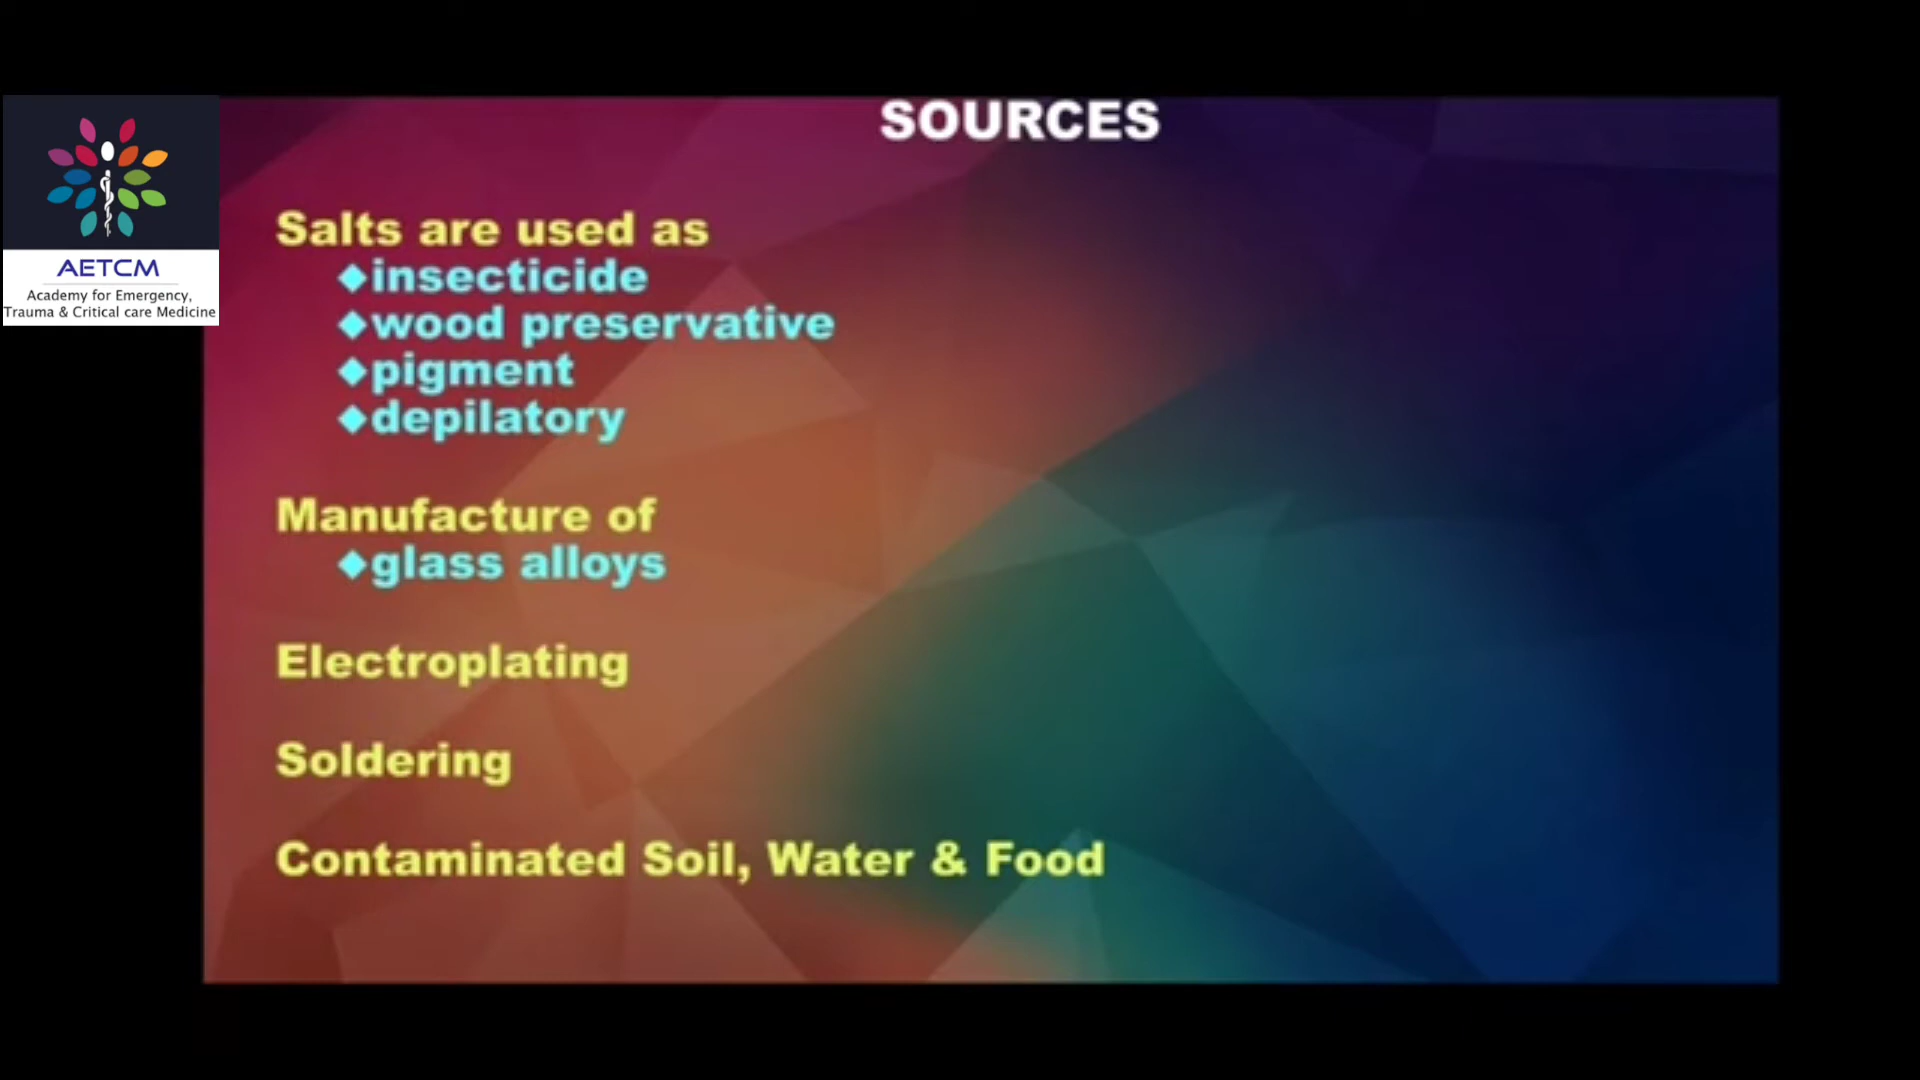 SOURCES
AETCM
Academy for Emergency,
Trauma & Critical care Medicine
Salts are used as
◆insecticide
◆wood preservative
◆pigment
◆depilatory
Manufacture of
◆glass alloys
Electroplating
Soldering
Contaminated Soil, Water & Food